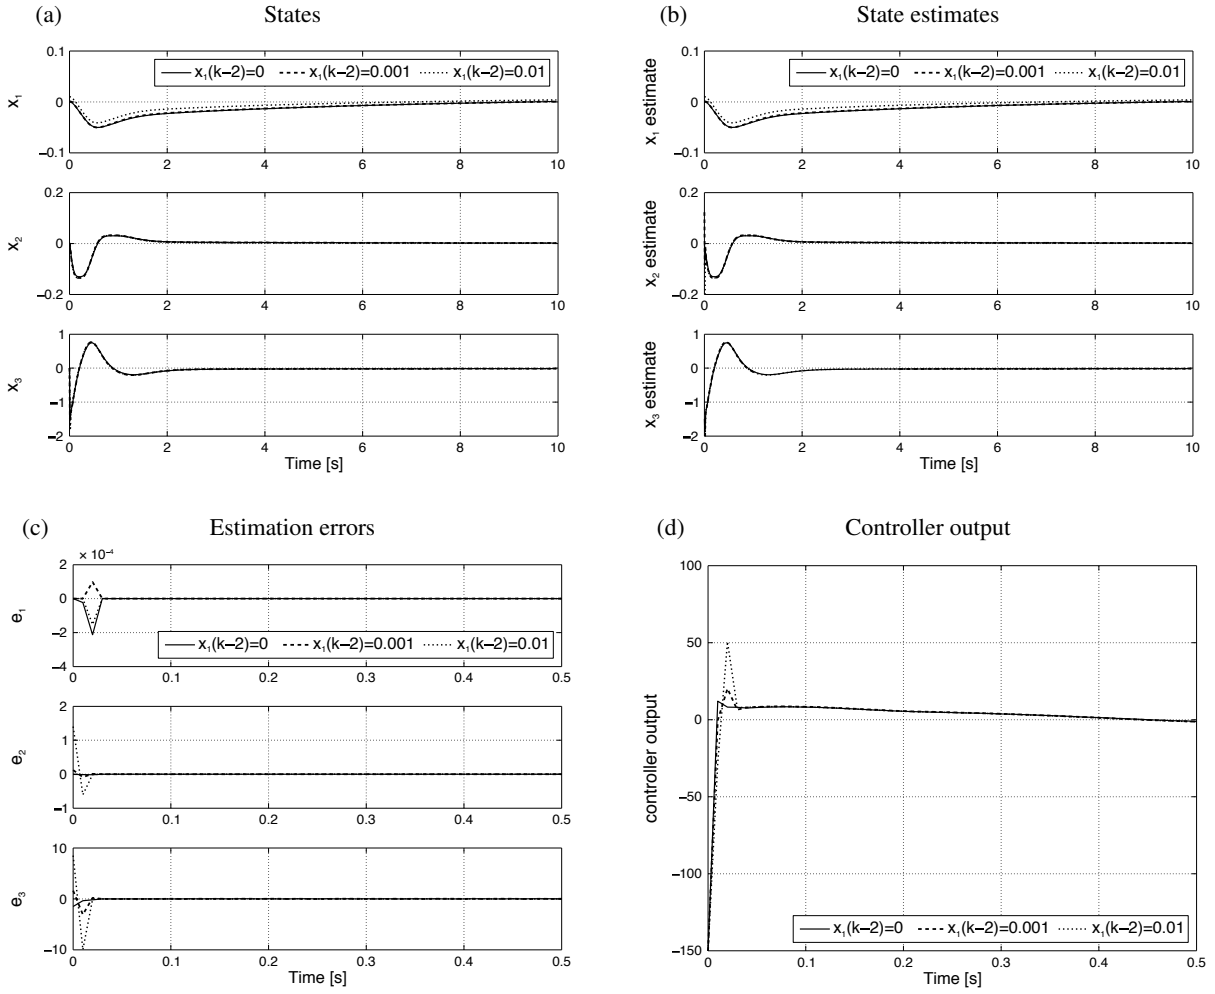 (a) States
0.1
x₁(k−2)=0 x₁(k−2)=0.001 x₁(k−2)=0.01
x₁
0
−0.1
0 2 4 6 8 10
0.2
x₂
0
−0.2
0 2 4 6 8 10
1
x₃
0
−1
−2
0 2 4 6 8 10
Time [s]
(b) State estimates
0.1
x₁(k−2)=0 x₁(k−2)=0.001 x₁(k−2)=0.01
x₁ estimate
0
−0.1
0 2 4 6 8 10
0.2
x₂ estimate
0
−0.2
0 2 4 6 8 10
1
x₃ estimate
0
−1
−2
0 2 4 6 8 10
Time [s]
(c) Estimation errors
× 10⁻⁴
2
e₁
0
−2
x₁(k−2)=0 x₁(k−2)=0.001 x₁(k−2)=0.01
−4
0 0.1 0.2 0.3 0.4 0.5
2
e₂
1
0
−1
0 0.1 0.2 0.3 0.4 0.5
10
e₃
0
−10
0 0.1 0.2 0.3 0.4 0.5
Time [s]
(d) Controller output
100
50
0
controller output
−50
−100
x₁(k−2)=0 x₁(k−2)=0.001 x₁(k−2)=0.01
−150
0 0.1 0.2 0.3 0.4 0.5
Time [s]